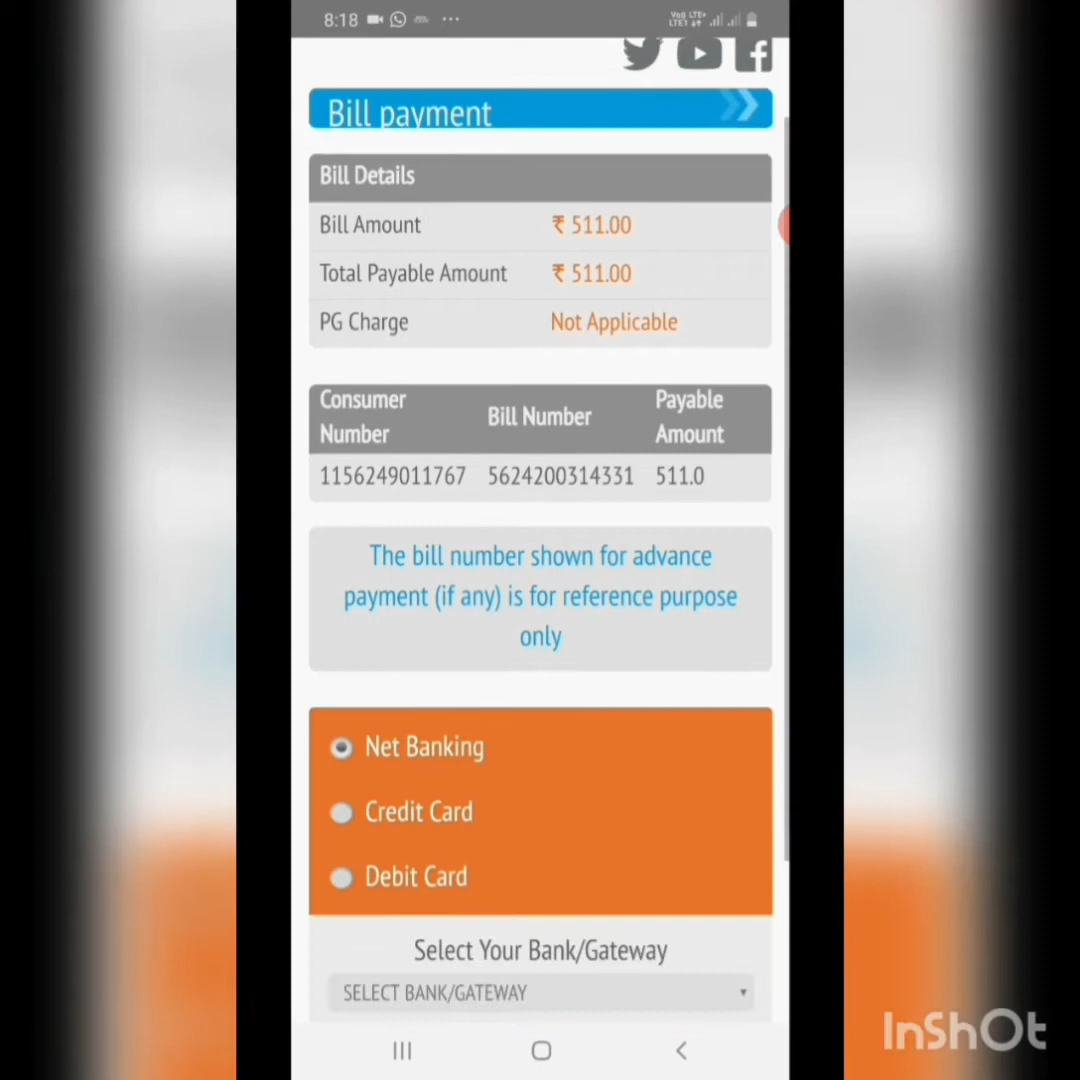 8:18
Bill payment
Bill Details
Bill Amount ₹ 511.00
Total Payable Amount ₹ 511.00
PG Charge Not Applicable
Consumer Number Bill Number Payable Amount
1156249011767 5624200314331 511.0
The bill number shown for advance
payment (if any) is for reference purpose
only
Net Banking
Credit Card
Debit Card
Select Your Bank/Gateway
SELECT BANK/GATEWAY
InShOt